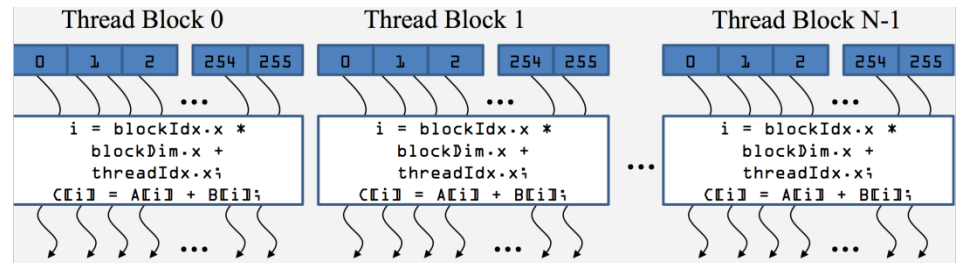 Thread Block 0
0 1 2 254 255
...
i = blockIdx.x *
blockDim.x +
threadIdx.x;
C[i] = A[i] + B[i];
...
Thread Block 1
0 1 2 254 255
...
i = blockIdx.x *
blockDim.x +
threadIdx.x;
C[i] = A[i] + B[i];
...
...
Thread Block N-1
0 1 2 254 255
...
i = blockIdx.x *
blockDim.x +
threadIdx.x;
C[i] = A[i] + B[i];
...